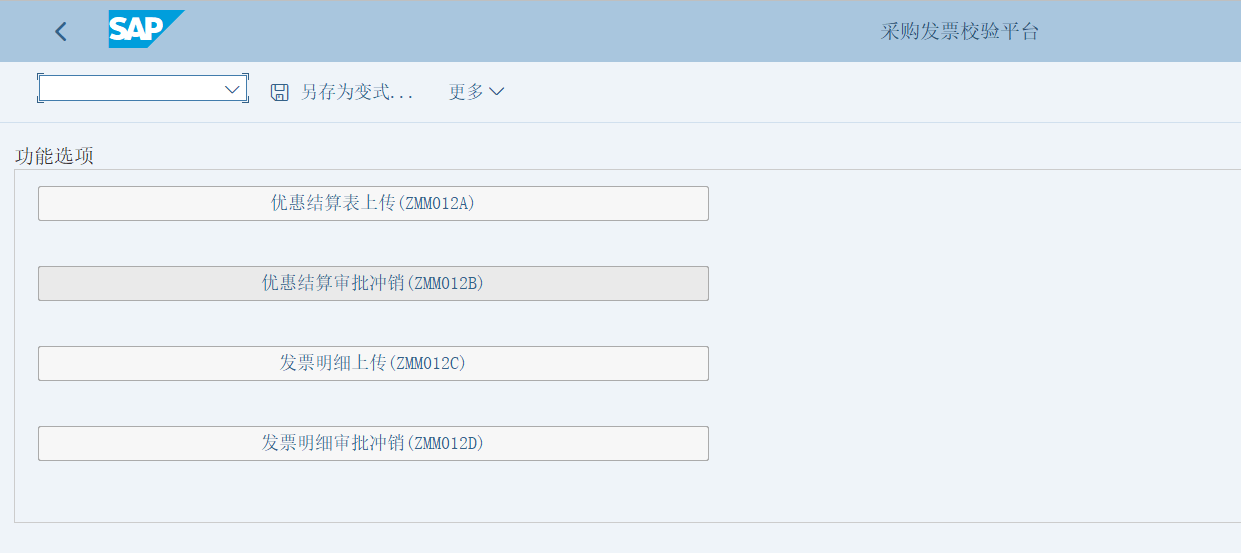 SAP
采购发票校验平台
另存为变式... 更多
功能选项
优惠结算表上传(ZMM012A)
优惠结算审批冲销(ZMM012B)
发票明细上传(ZMM012C)
发票明细审批冲销(ZMM012D)